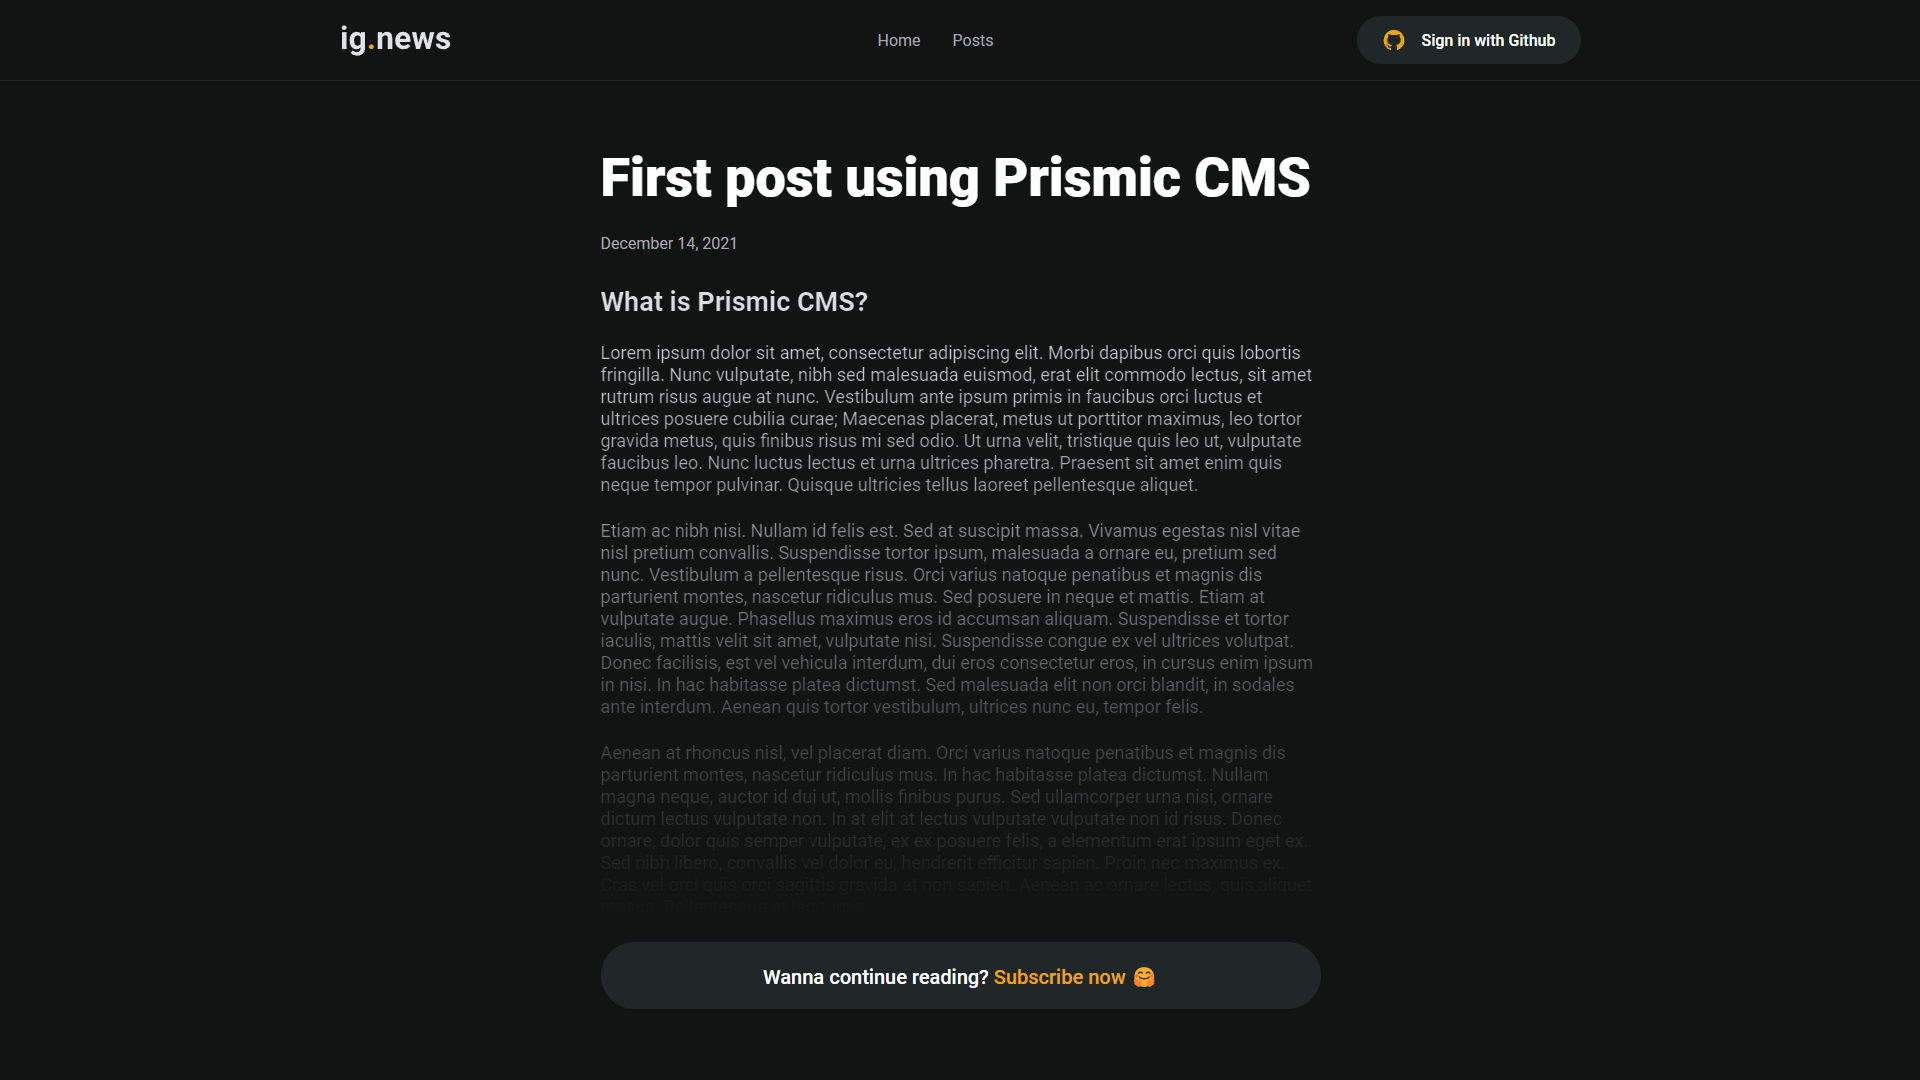 ig.news
Home
Posts
Sign in with Github
First post using Prismic CMS
December 14, 2021
What is Prismic CMS?
Lorem ipsum dolor sit amet, consectetur adipiscing elit. Morbi dapibus orci quis lobortis
fringilla. Nunc vulputate, nibh sed malesuada euismod, erat elit commodo lectus, sit amet
rutrum risus augue at nunc. Vestibulum ante ipsum primis in faucibus orci luctus et
ultrices posuere cubilia curae; Maecenas placerat, metus ut porttitor maximus, leo tortor
gravida metus, quis finibus risus mi sed odio. Ut urna velit, tristique quis leo ut, vulputate
faucibus leo. Nunc luctus lectus et urna ultrices pharetra. Praesent sit amet enim quis
neque tempor pulvinar. Quisque ultricies tellus laoreet pellentesque aliquet.
Etiam ac nibh nisi. Nullam id felis est. Sed at suscipit massa. Vivamus egestas nisl vitae
nisl pretium convallis. Suspendisse tortor ipsum, malesuada a ornare eu, pretium sed
nunc. Vestibulum a pellentesque risus. Orci varius natoque penatibus et magnis dis
parturient montes, nascetur ridiculus mus. Sed posuere in neque et mattis. Etiam at
vulputate augue. Phasellus maximus eros id accumsan aliquam. Suspendisse et tortor
iaculis, mattis velit sit amet, vulputate nisi. Suspendisse congue ex vel ultrices volutpat.
Donec facilisis, est vel vehicula interdum, dui eros consectetur eros, in cursus enim ipsum
in nisi. In hac habitasse platea dictumst. Sed malesuada elit non orci blandit, in sodales
ante interdum. Aenean quis tortor vestibulum, ultrices nunc eu, tempor felis.
Aenean at rhoncus nisl, vel placerat diam. Orci varius natoque penatibus et magnis dis
parturient montes, nascetur ridiculus mus. In hac habitasse platea dictumst. Nullam
magna neque, auctor id dui ut, mollis finibus purus. Sed ullamcorper urna nisi, ornare
dictum lectus vulputate non. In at elit at lectus vulputate vulputate non id risus. Donec
ornare, dolor quis semper vulputate, ex ex posuere felis, a elementum erat ipsum eget ex.
Sed nibh libero, convallis vel dolor eu, hendrerit efficitur sapien. Proin nec maximus ex.
Cras vel orci quis orci sagittis gravida at non sapien. Aenean ac ornare lectus, quis aliquet
Wanna continue reading? Subscribe now 🤗